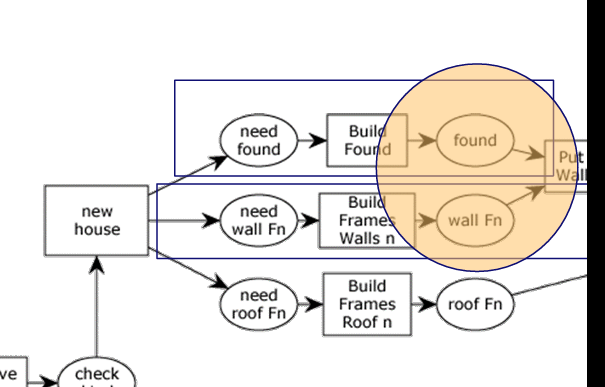 need
found
Build
Found
found
Put
Wall
new
house
need
wall Fn
Build
Frames
Walls n
wall Fn
need
roof Fn
Build
Frames
Roof n
roof Fn
ve
check